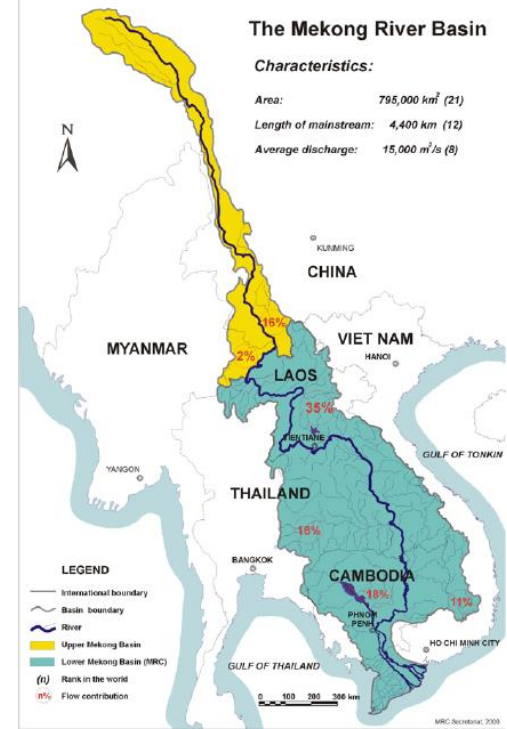 The Mekong River Basin
Characteristics:
Area: 795,000 km² (21)
Length of mainstream: 4,400 km (12)
Average discharge: 15,000 m³/s (8)
N
KUNMING
CHINA
16%
VIET NAM
MYANMAR
2%
HANOI
LAOS
35%
VIENTIANE
GULF OF TONKIN
YANGON
THAILAND
18%
BANGKOK
CAMBODIA
18%
11%
PHNOM
PENH
HO CHI MINH CITY
GULF OF THAILAND
LEGEND
International boundary
Basin boundary
River
Upper Mekong Basin
Lower Mekong Basin (MRC)
(n) Rank in the world
n% Flow contribution
0 100 200 300 km
MRC Secretariat, 2000